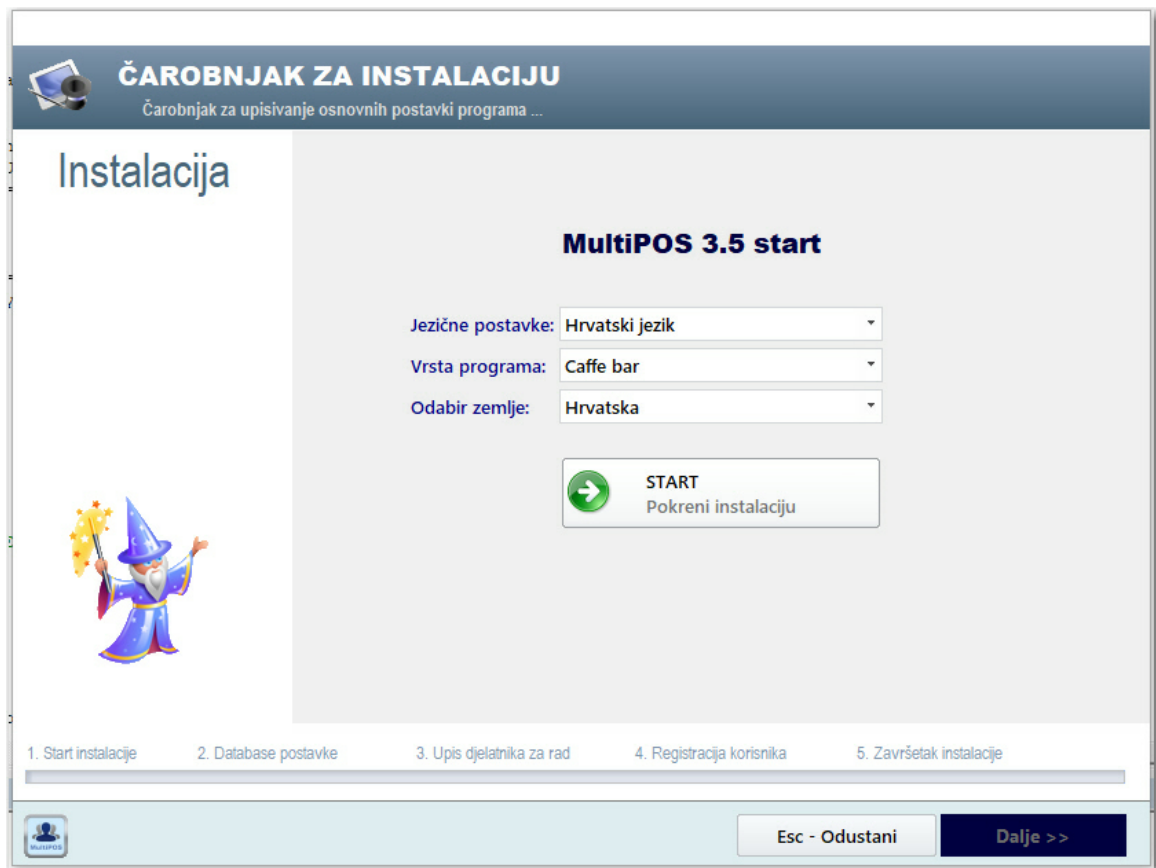 ČAROBNJAK ZA INSTALACIJU
Čarobnjak za upisivanje osnovnih postavki programa ...
Instalacija
MultiPOS 3.5 start
Jezične postavke: Hrvatski jezik
Vrsta programa: Caffe bar
Odabir zemlje: Hrvatska
START
Pokreni instalaciju
1. Start instalacije 2. Database postavke 3. Upis djelatnika za rad 4. Registracija korisnika 5. Završetak instalacije
MultiPOS
Esc - Odustani Dalje >>